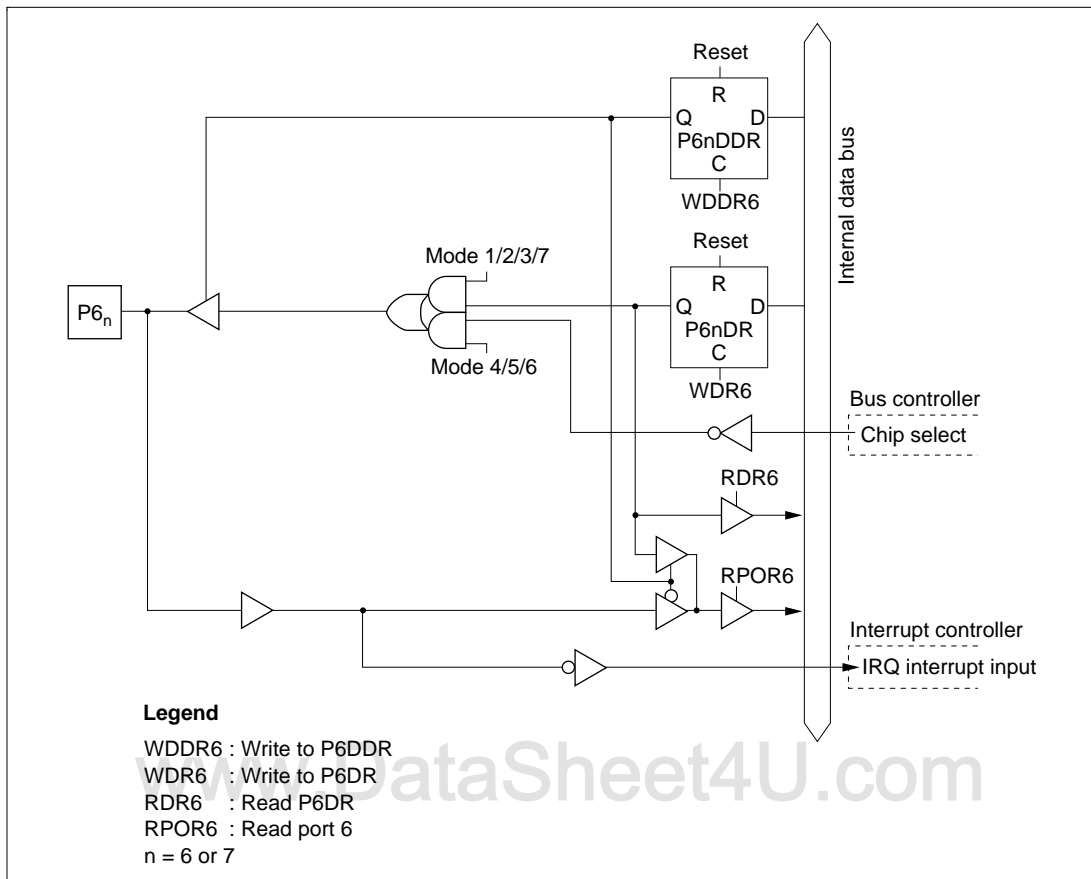 Reset
R
Q D
P6nDDR
C
WDDR6
Internal data bus
Reset
Mode 1/2/3/7
R
Q D
P6n
P6nDR
C
Mode 4/5/6
WDR6
Bus controller
Chip select
RDR6
RPOR6
Interrupt controller
IRQ interrupt input
Legend
WDDR6 : Write to P6DDR
WDR6 : Write to P6DR
RDR6 : Read P6DR
RPOR6 : Read port 6
n = 6 or 7
www.DataSheet4U.com